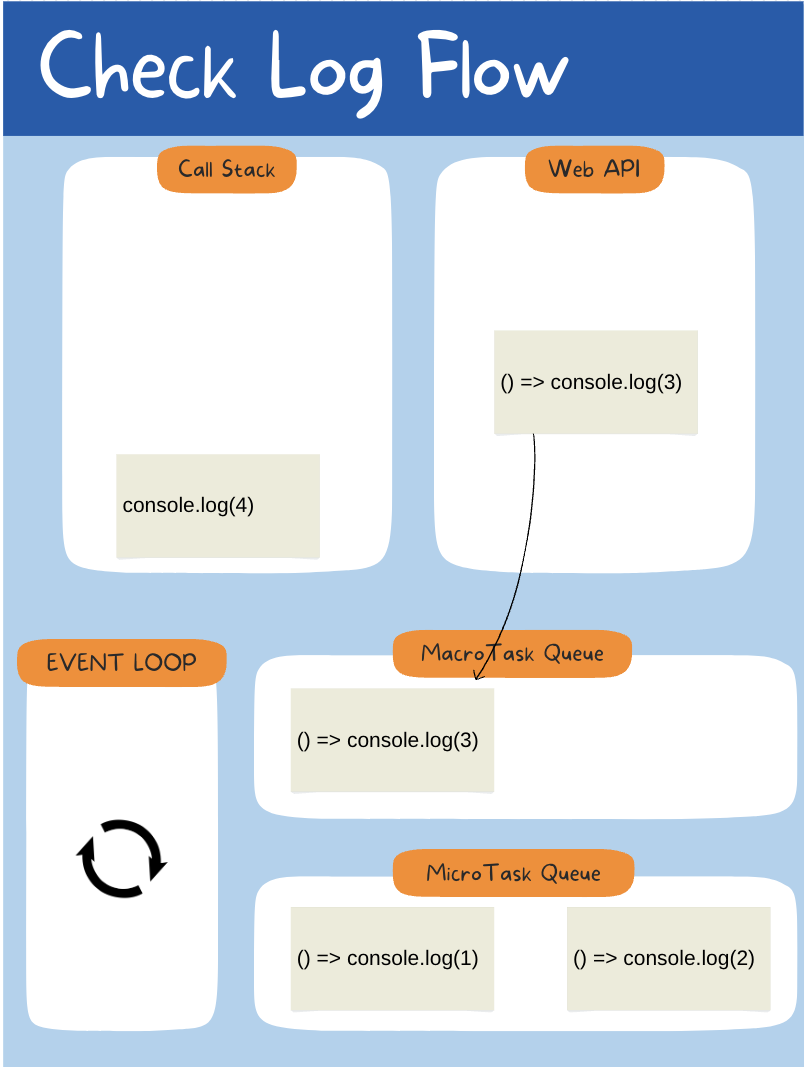 Check Log Flow
Call Stack
Web API
() => console.log(3)
console.log(4)
EVENT LOOP
MacroTask Queue
() => console.log(3)
MicroTask Queue
() => console.log(1)
() => console.log(2)